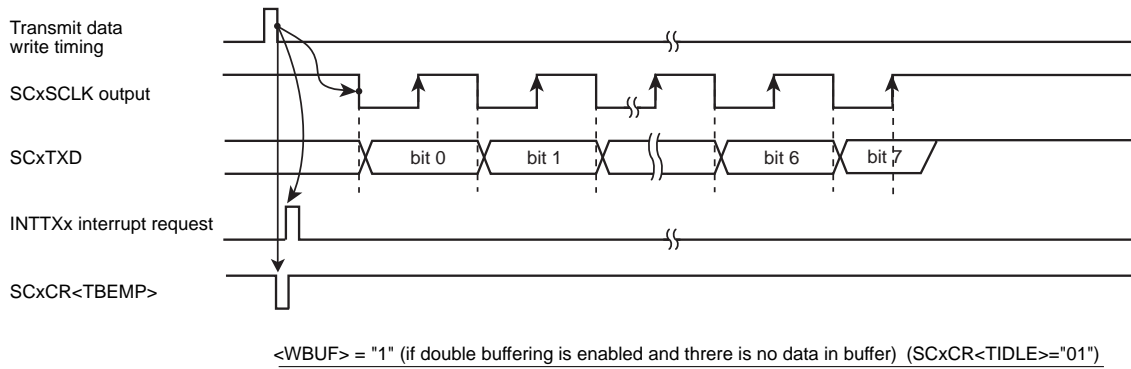 Transmit data
write timing
SCxSCLK output
SCxTXD
bit 0
bit 1
bit 6
bit 7
INTTXx interrupt request
SCxCR<TBEMP>
<WBUF> = "1" (if double buffering is enabled and threre is no data in buffer) (SCxCR<TIDLE>="01")